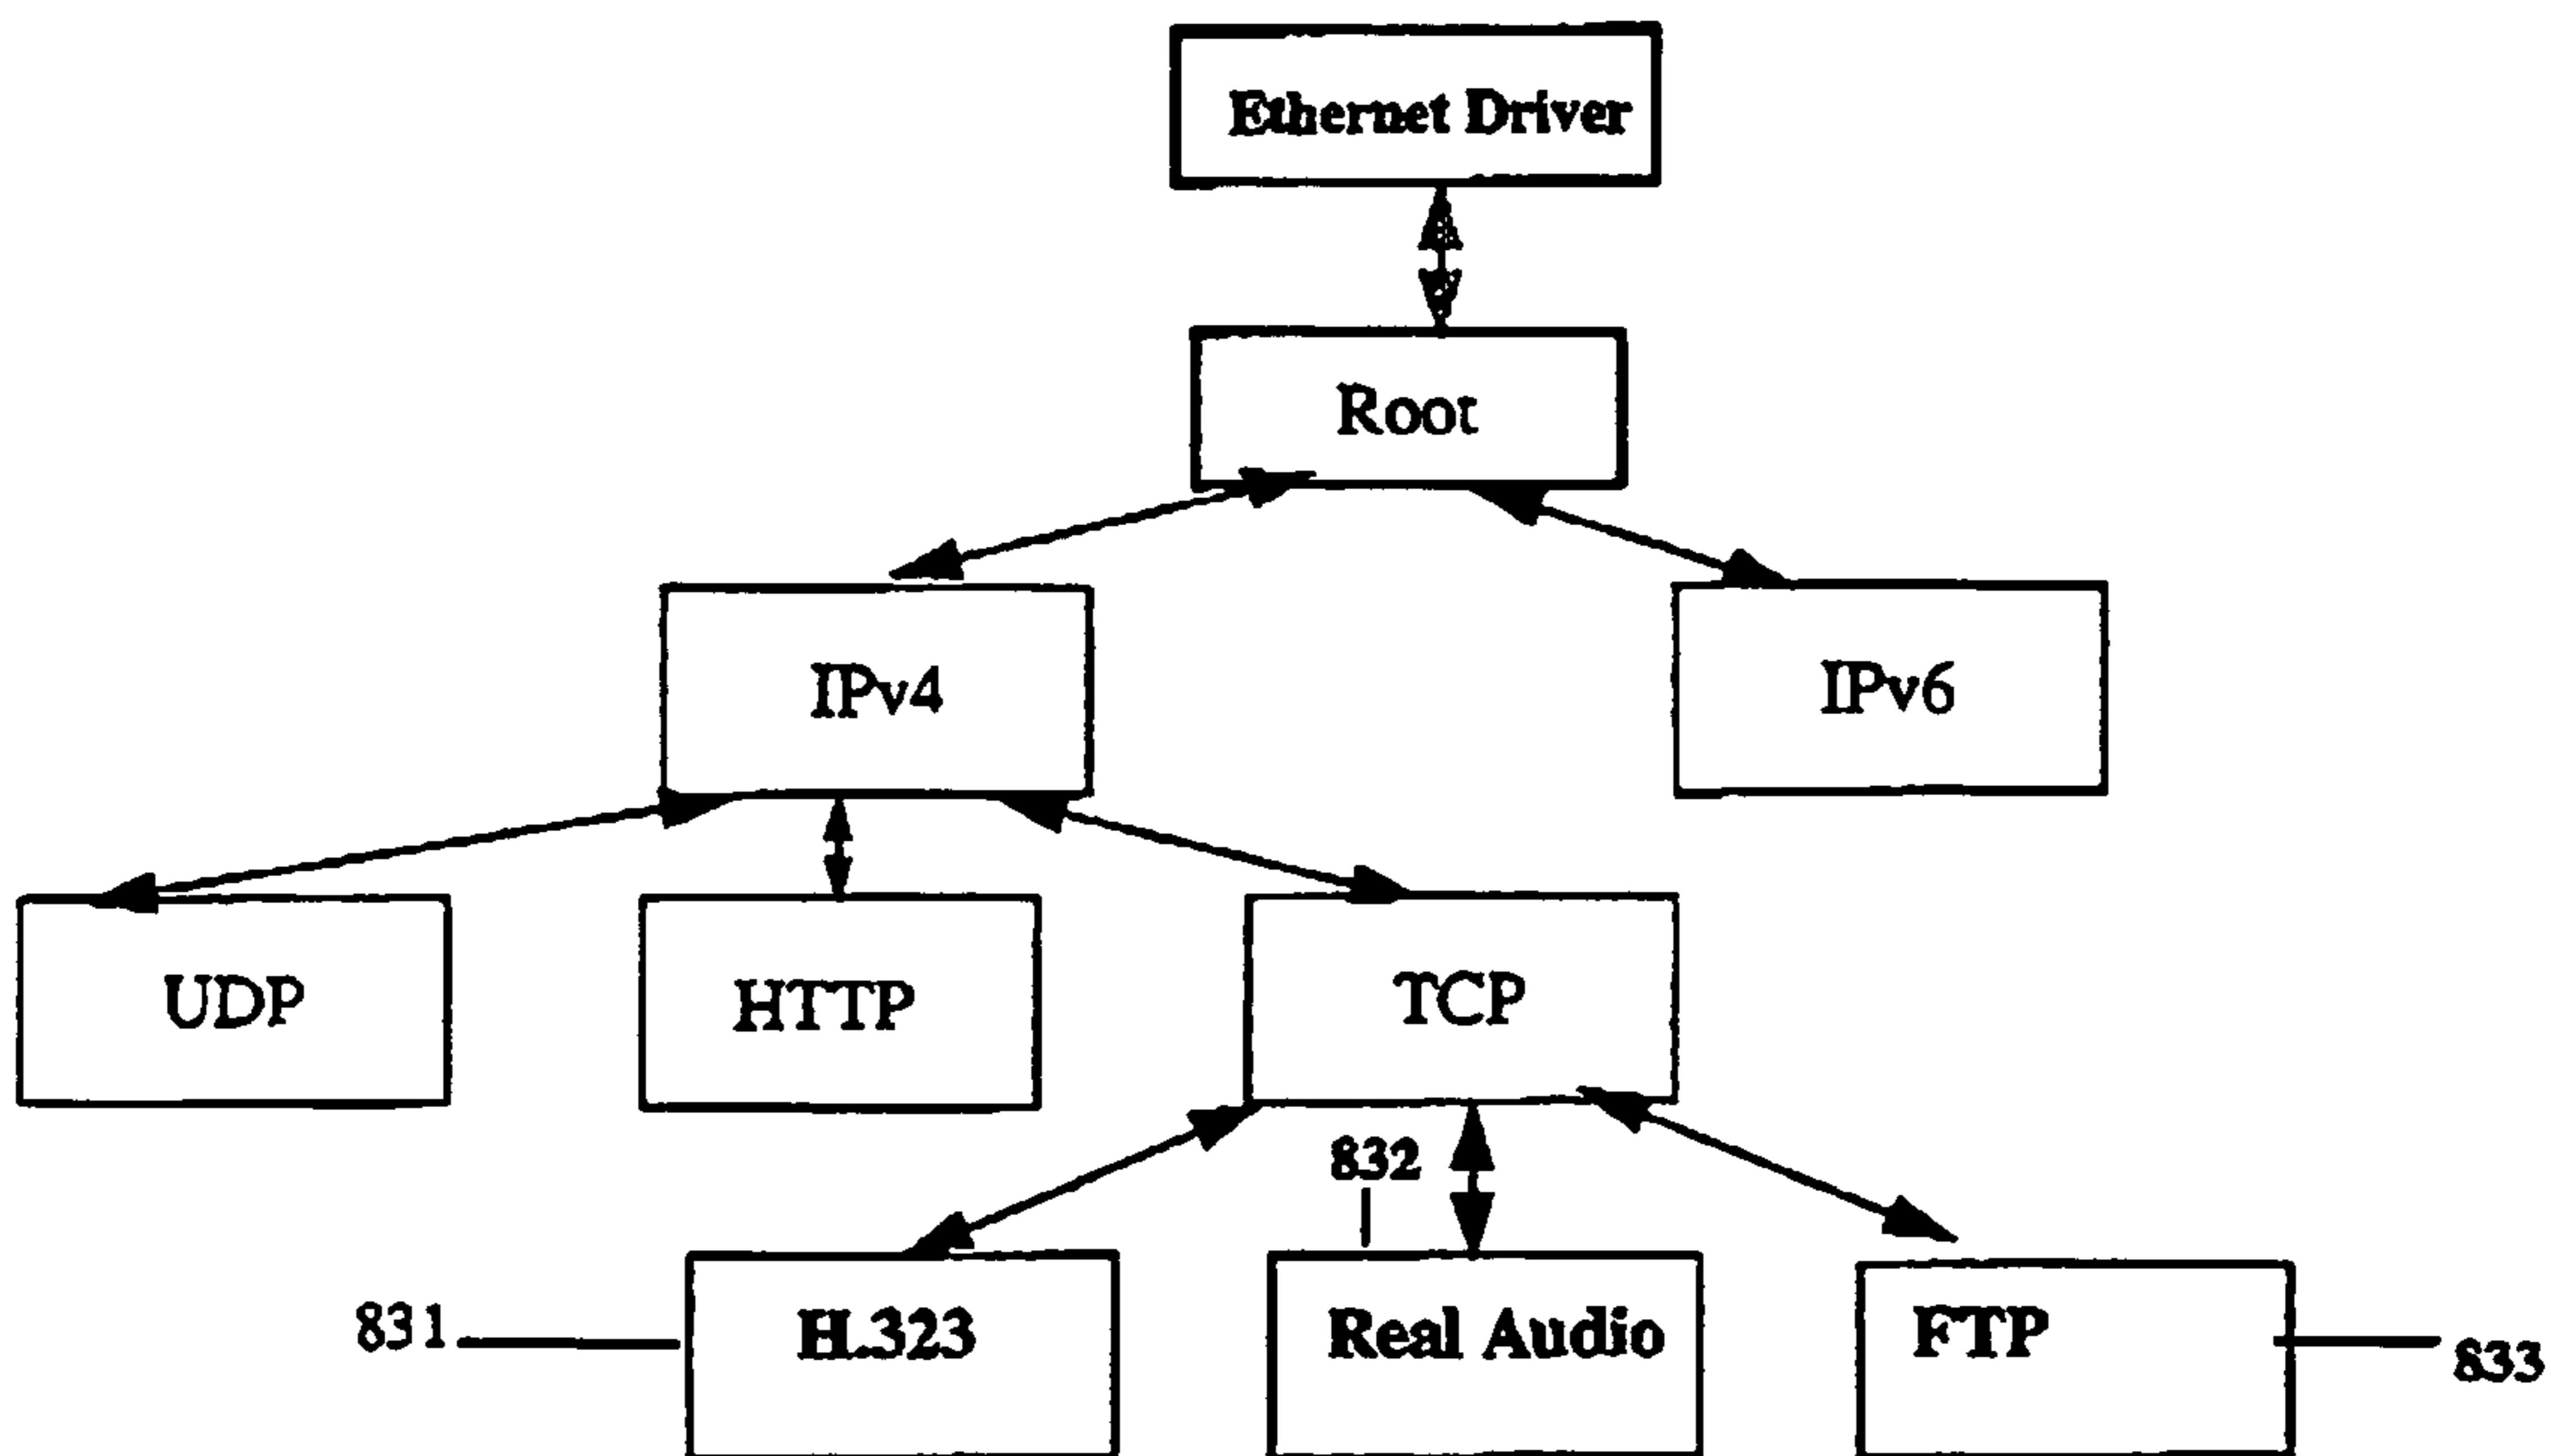 Ethernet Driver
Root
IPv4
IPv6
UDP
HTTP
TCP
832
831
H.323
Real Audio
FTP
833